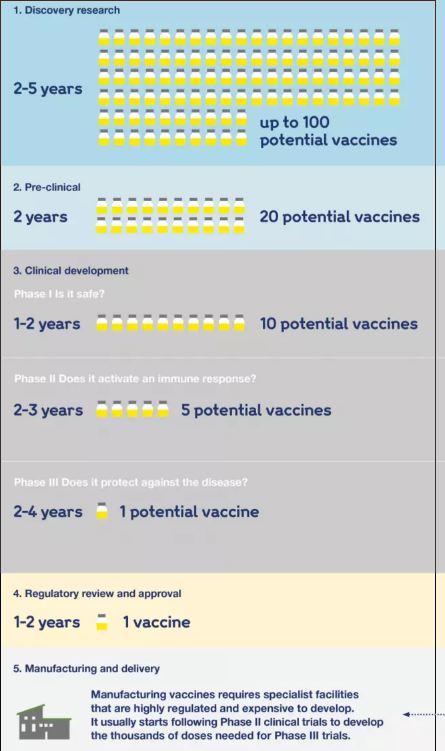 1. Discovery research
2-5 years
up to 100
potential vaccines
2. Pre-clinical
2 years
20 potential vaccines
3. Clinical development
Phase I Is it safe?
1-2 years
10 potential vaccines
Phase II Does it activate an immune response?
2-3 years
5 potential vaccines
Phase III Does it protect against the disease?
2-4 years
1 potential vaccine
4. Regulatory review and approval
1-2 years
1 vaccine
5. Manufacturing and delivery
Manufacturing vaccines requires specialist facilities
that are highly regulated and expensive to develop.
It usually starts following Phase II clinical trials to develop
the thousands of doses needed for Phase III trials.